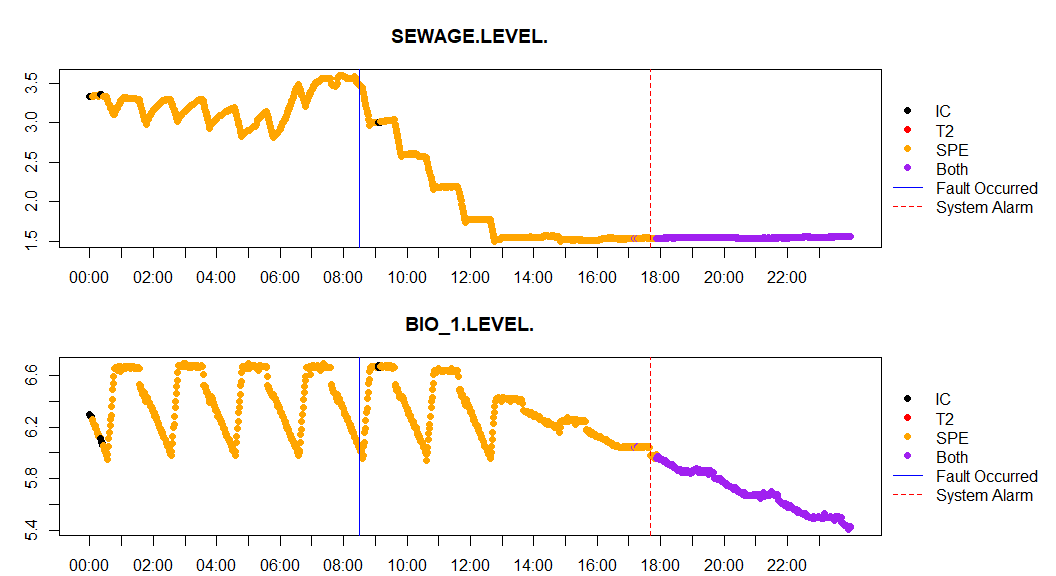 SEWAGE.LEVEL.
3.5
3.0
2.5
2.0
1.5
00:00 02:00 04:00 06:00 08:00 10:00 12:00 14:00 16:00 18:00 20:00 22:00
IC
T2
SPE
Both
Fault Occurred
System Alarm
BIO_1.LEVEL.
6.6
6.2
5.8
5.4
00:00 02:00 04:00 06:00 08:00 10:00 12:00 14:00 16:00 18:00 20:00 22:00
IC
T2
SPE
Both
Fault Occurred
System Alarm